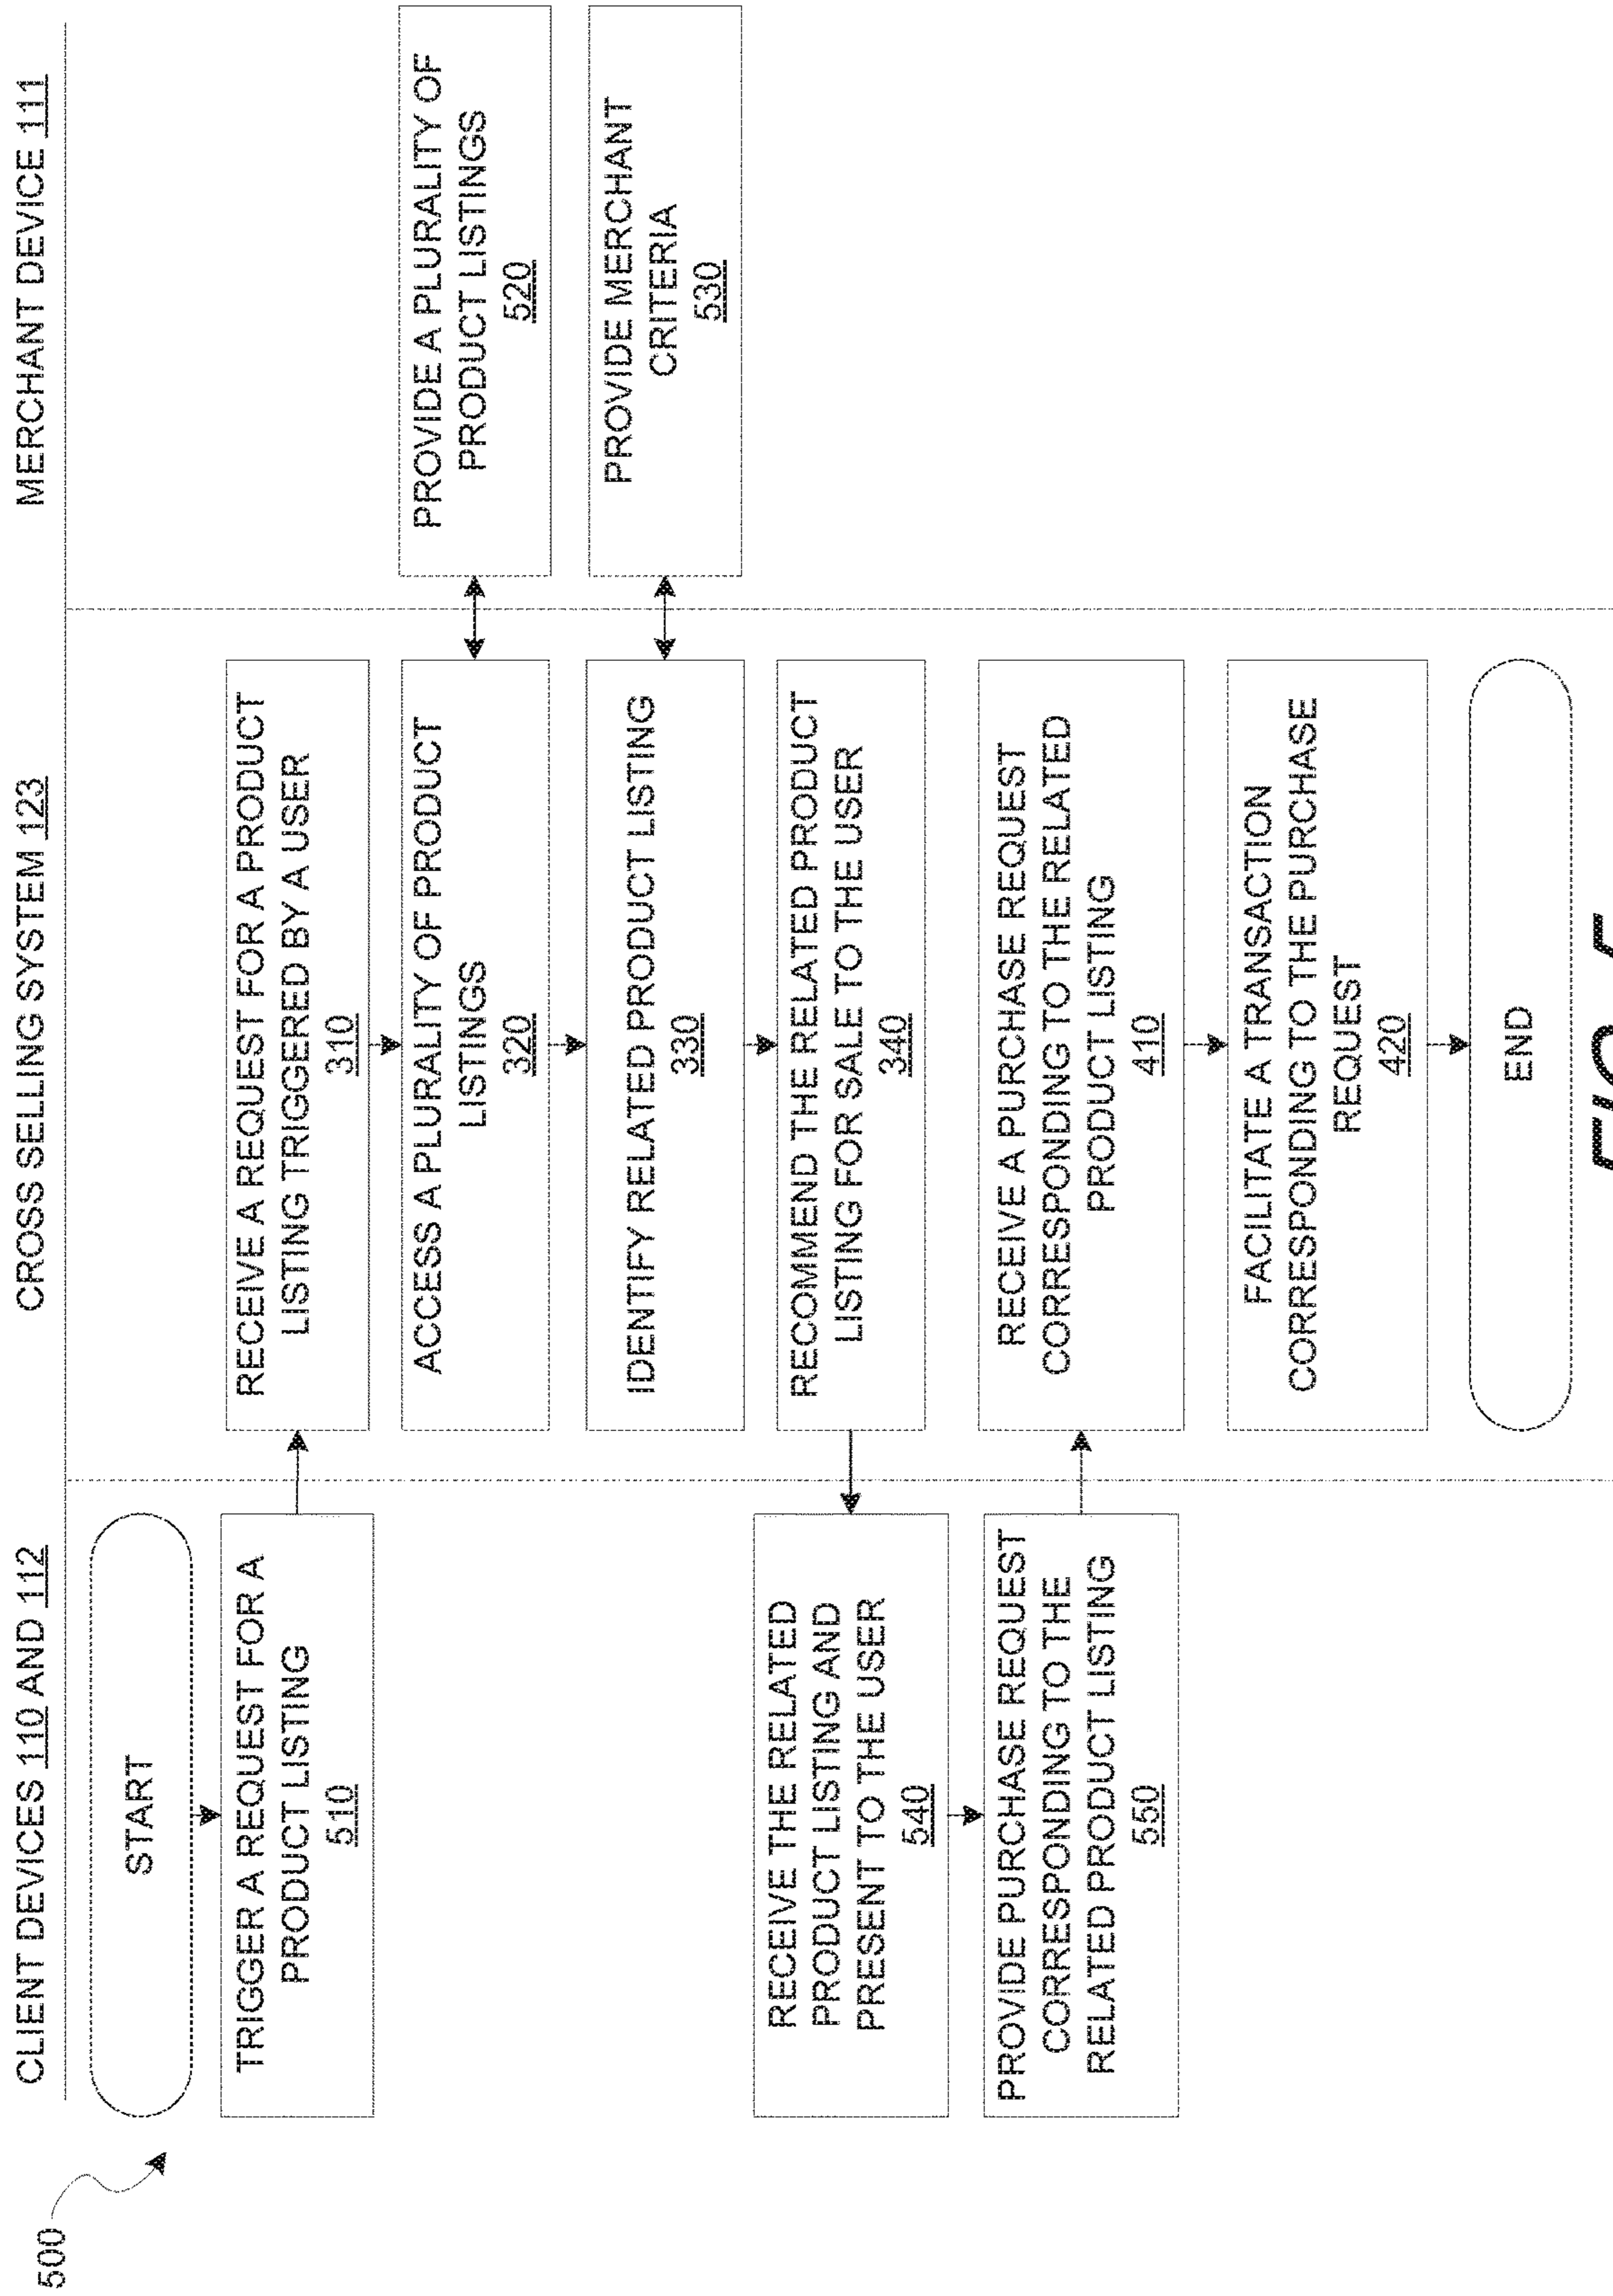 500
CLIENT DEVICES 110 AND 112
CROSS SELLING SYSTEM 123
MERCHANT DEVICE 111
START
TRIGGER A REQUEST FOR A
PRODUCT LISTING
510
RECEIVE A REQUEST FOR A PRODUCT
LISTING TRIGGERED BY A USER
310
ACCESS A PLURALITY OF PRODUCT
LISTINGS
320
PROVIDE A PLURALITY OF
PRODUCT LISTINGS
520
IDENTIFY RELATED PRODUCT LISTING
330
PROVIDE MERCHANT
CRITERIA
530
RECOMMEND THE RELATED PRODUCT
LISTING FOR SALE TO THE USER
340
RECEIVE THE RELATED
PRODUCT LISTING AND
PRESENT TO THE USER
540
PROVIDE PURCHASE REQUEST
CORRESPONDING TO THE
RELATED PRODUCT LISTING
550
RECEIVE A PURCHASE REQUEST
CORRESPONDING TO THE RELATED
PRODUCT LISTING
410
FACILITATE A TRANSACTION
CORRESPONDING TO THE PURCHASE
REQUEST
420
END